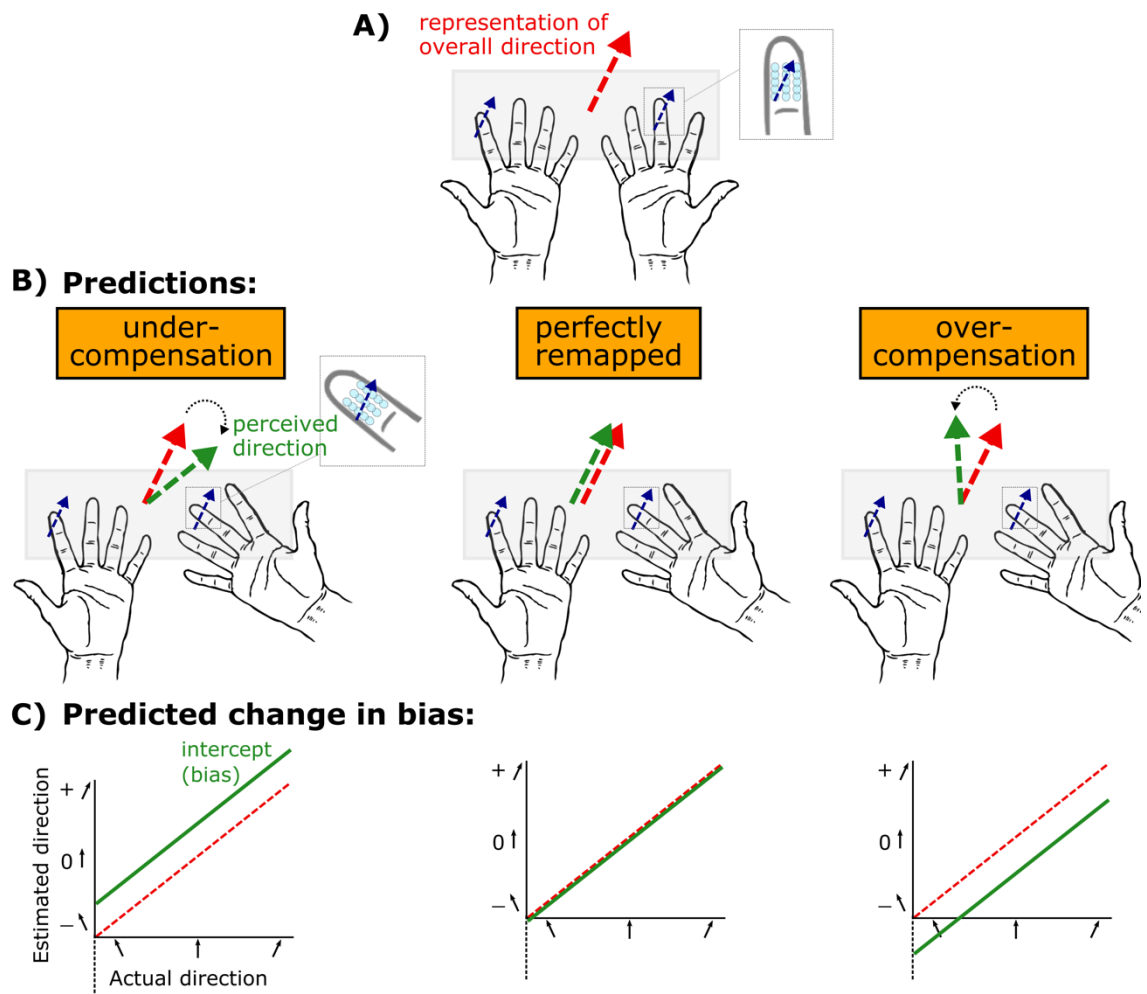 A)
representation of
overall direction
B) Predictions:
under-
compensation
perfectly
remapped
over-
compensation
perceived
direction
C) Predicted change in bias:
intercept
(bias)
Estimated direction
+
0
−
Actual direction
+
0
−
+
0
−